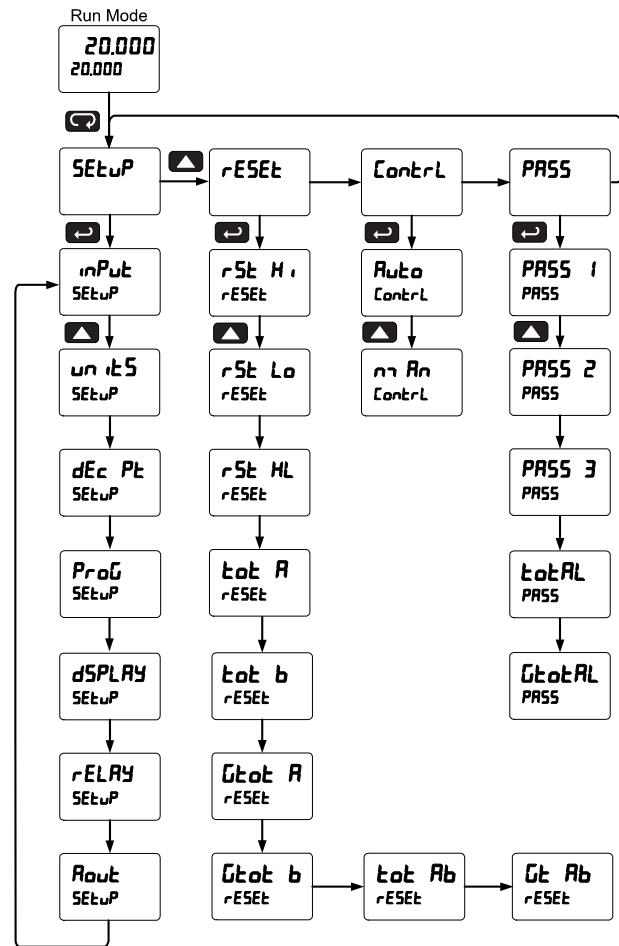 Run Mode
20.000
20.000
SEtuP
rESEt
ContrL
PASS
inPut
SEtuP
rSt Hi
rESEt
Auto
ContrL
PASS 1
PASS
unitS
SEtuP
rSt Lo
rESEt
mAn
ContrL
PASS 2
PASS
dEc Pt
SEtuP
rSt HL
rESEt
PASS 3
PASS
ProG
SEtuP
tot A
rESEt
totAL
PASS
dSPLAY
SEtuP
tot b
rESEt
GtotAL
PASS
rELAY
SEtuP
Gtot A
rESEt
Aout
SEtuP
Gtot b
rESEt
tot Ab
rESEt
Gt Ab
rESEt